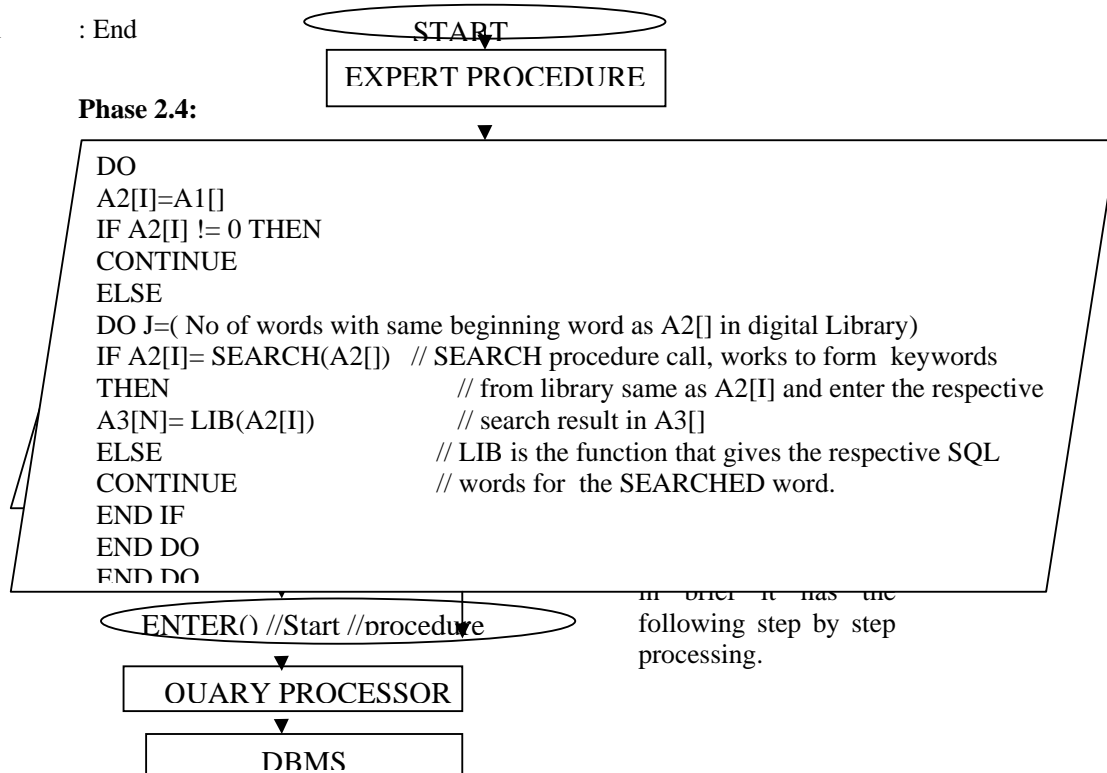 : End
START
EXPERT PROCEDURE
Phase 2.4:
DO
A2[I]=A1[]
IF A2[I] != 0 THEN
CONTINUE
ELSE
DO J=( No of words with same beginning word as A2[] in digital Library)
IF A2[I]= SEARCH(A2[]) // SEARCH procedure call, works to form keywords
THEN // from library same as A2[I] and enter the respective
A3[N]= LIB(A2[I]) // search result in A3[]
ELSE // LIB is the function that gives the respective SQL
CONTINUE // words for the SEARCHED word.
END IF
END DO
END DO
in brief it has the
following step by step
processing.
ENTER() //Start //procedure
QUARY PROCESSOR
DBMS